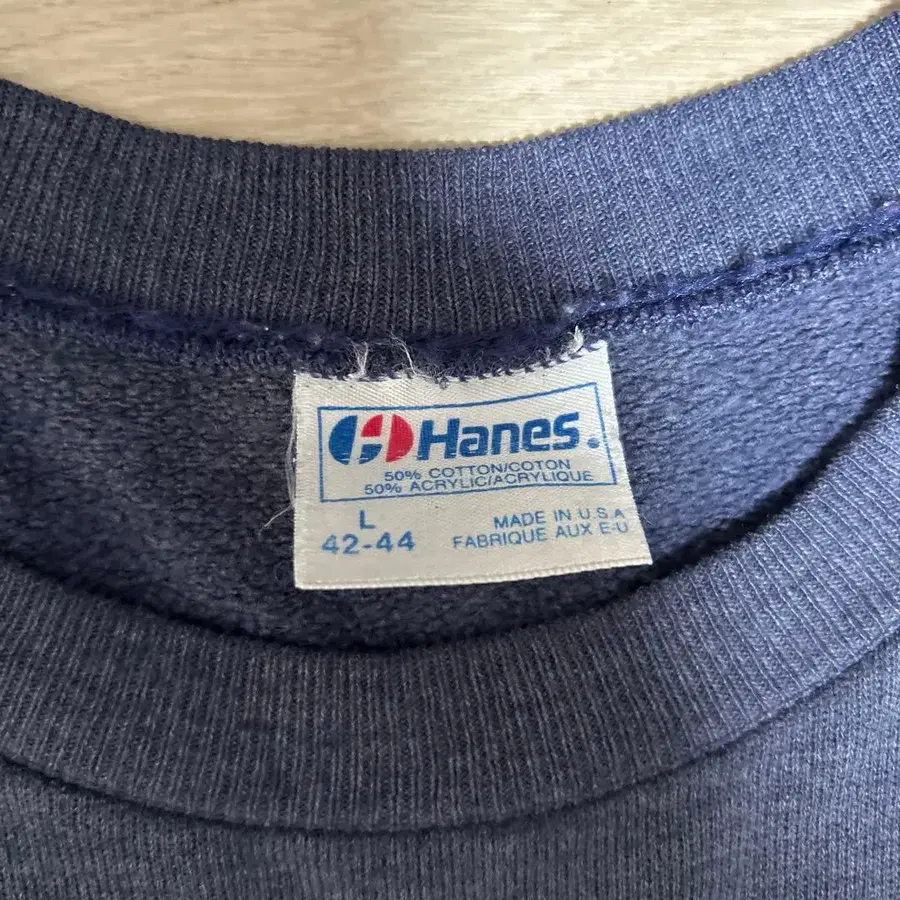 Hanes.
50% COTTON/COTON
50% ACRYLIC/ACRYLIQUE
L
42-44
MADE IN U.S.A
FABRIQUE AUX E-U